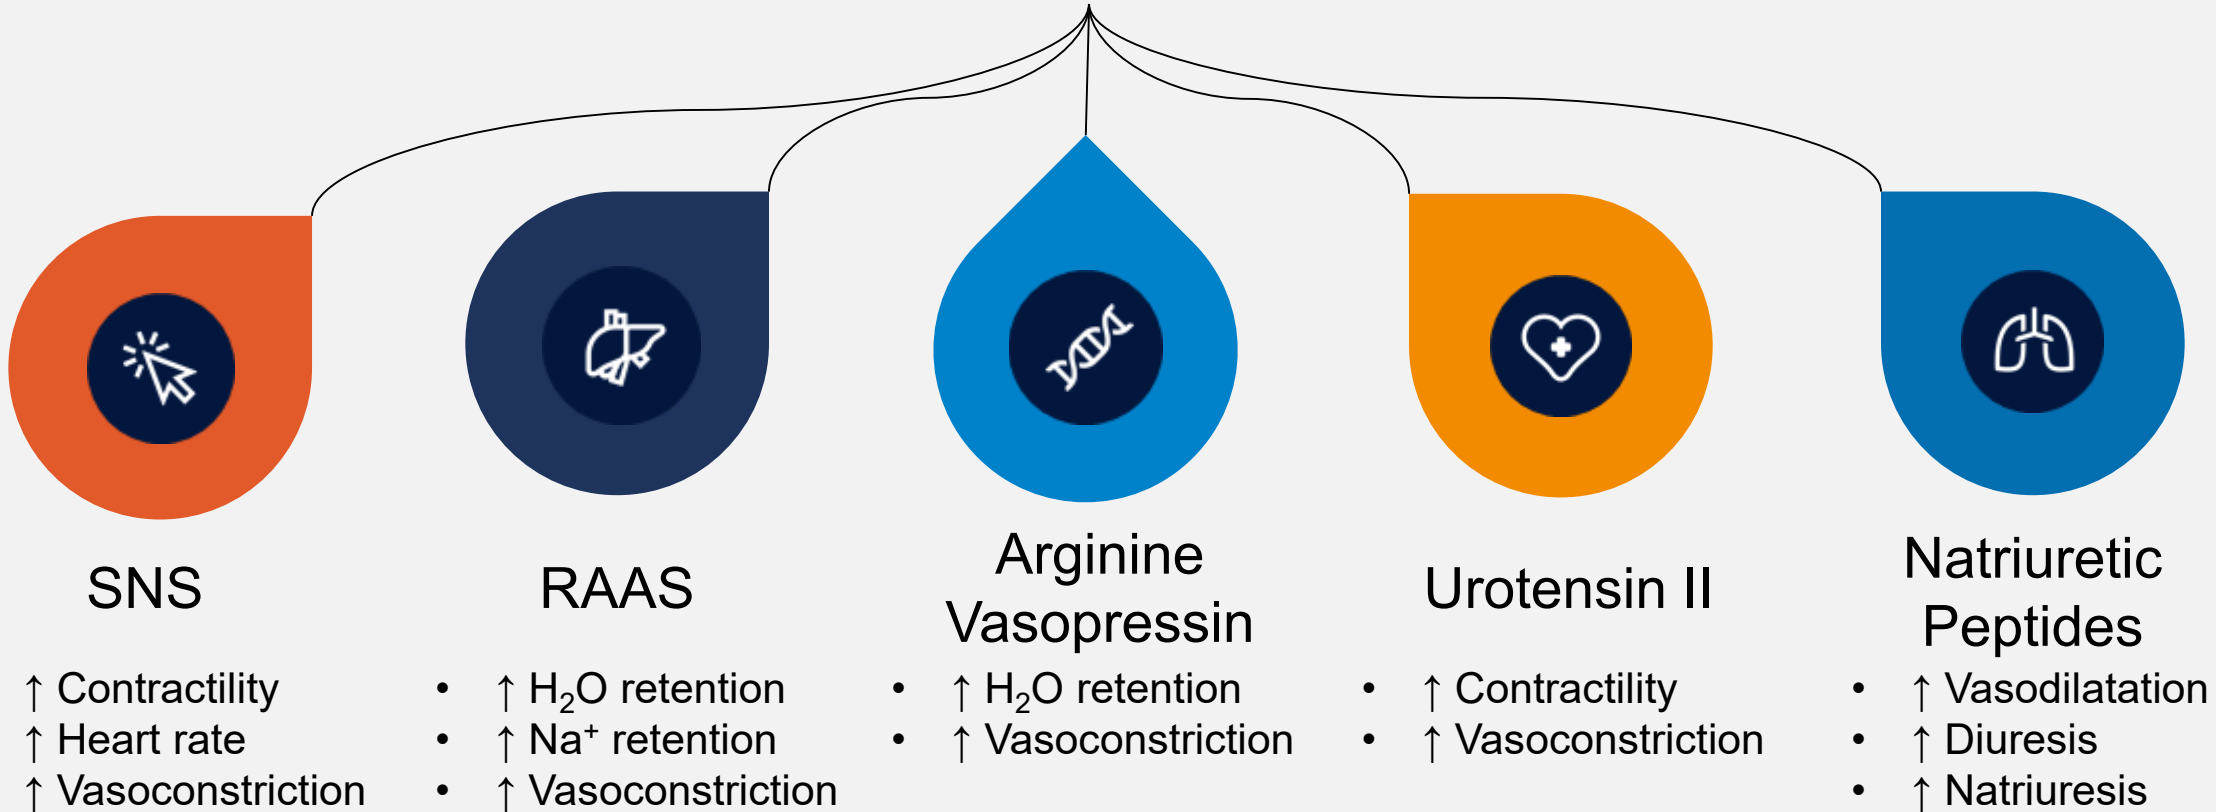 SNS
↑ Contractility
↑ Heart rate
↑ Vasoconstriction
RAAS
• ↑ H₂O retention
• ↑ Na⁺ retention
• ↑ Vasoconstriction
Arginine
Vasopressin
• ↑ H₂O retention
• ↑ Vasoconstriction
Urotensin II
• ↑ Contractility
• ↑ Vasoconstriction
Natriuretic
Peptides
• ↑ Vasodilatation
• ↑ Diuresis
• ↑ Natriuresis